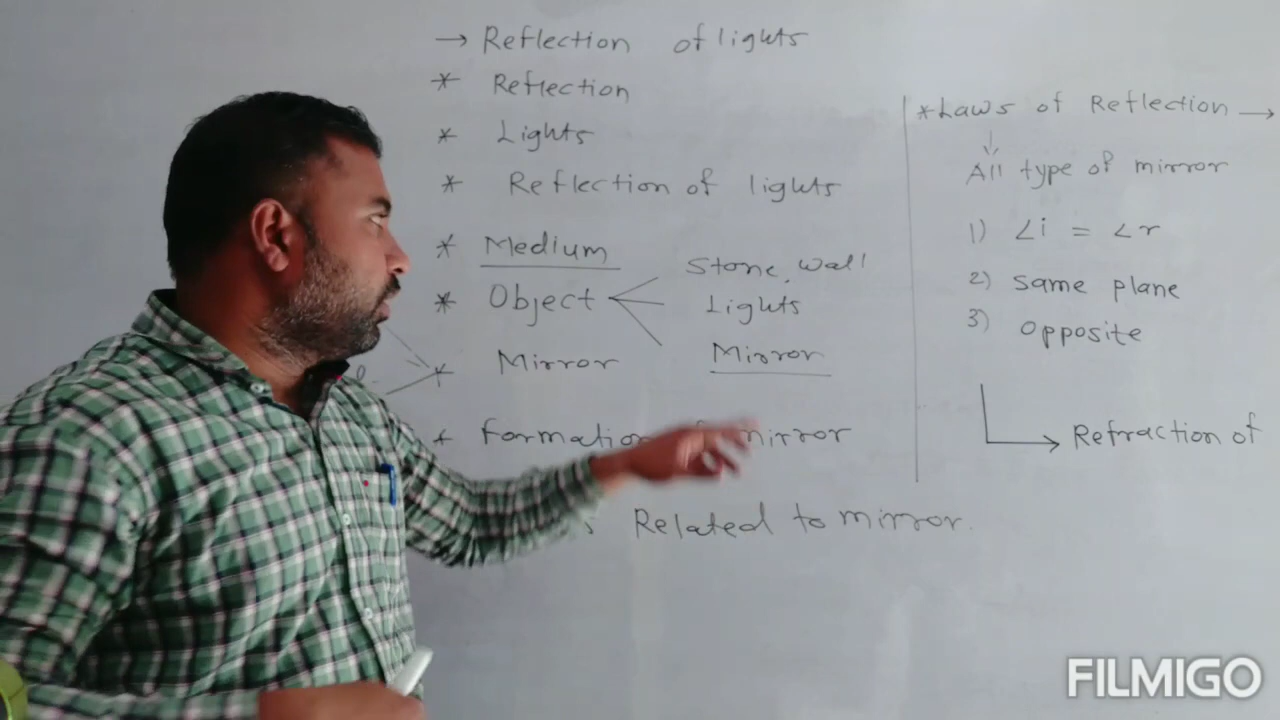 → Reflection of lights
* Reflection
* Lights
* Reflection of lights
* Medium
* Object
Stone, wall
Lights
Mirror
* Mirror
* Formation mirror
Related to mirror.
* Laws of Reflection →
All type of mirror
1) ∠i = ∠r
2) same plane
3) opposite
Refraction of
FILMIGO